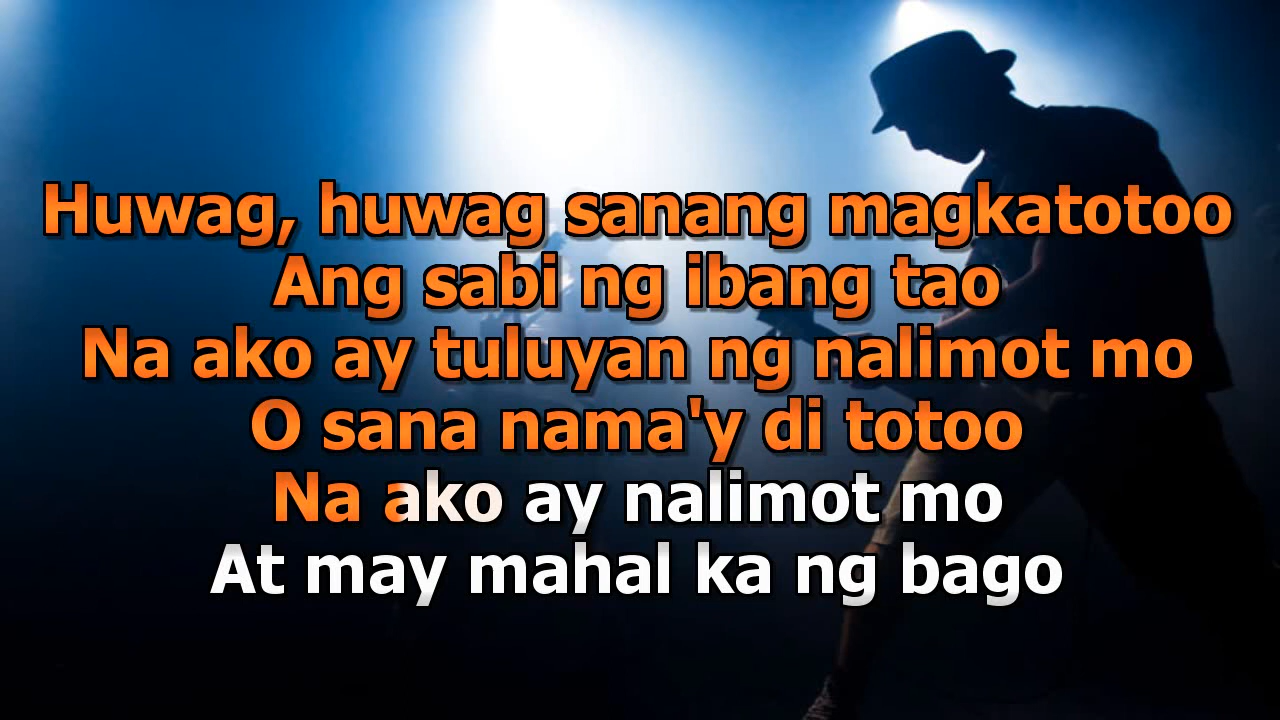 Huwag, huwag sanang magkatotoo
Ang sabi ng ibang tao
Na ako ay tuluyan ng nalimot mo
O sana nama'y di totoo
Na ako ay nalimot mo
At may mahal ka ng bago